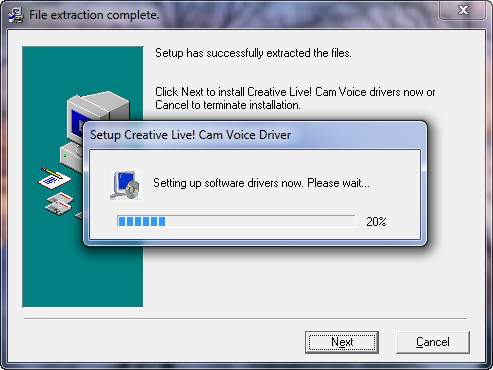 File extraction complete.
Setup has successfully extracted the files.
Click Next to install Creative Live! Cam Voice drivers now or
Cancel to terminate installation.
Setup Creative Live! Cam Voice Driver
Setting up software drivers now. Please wait...
20%
Next
Cancel